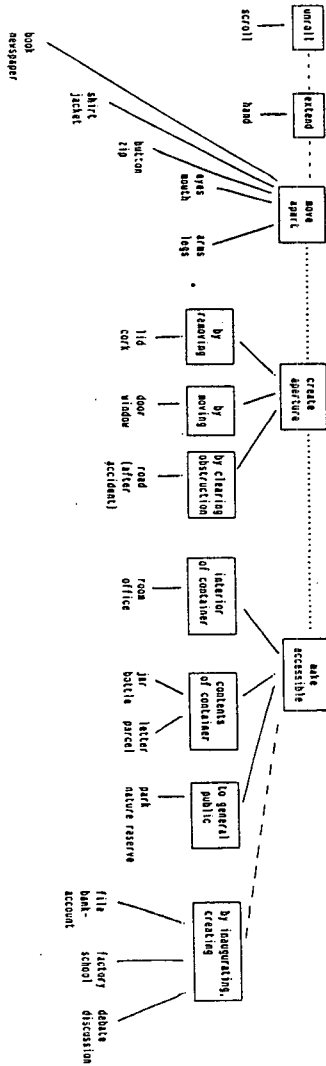 unroll
scroll
extend
hand
move
apart
book
newspaper
shirt
jacket
button
zip
eyes
mouth
arms
legs
create
aperture
by
removing
lid
cork
by
moving
door
window
by clearing
obstruction
road
(after
accident)
make
accessible
interior
of container
room
office
contents
of container
jar
bottle
letter
parcel
to general
public
park
nature reserve
by inaugurating,
creating
file
bank-
account
factory
school
debate
discussion